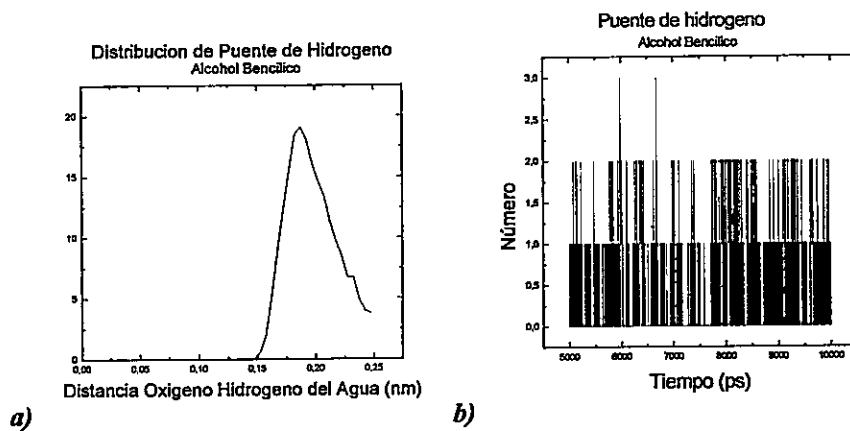 Distribucion de Puente de Hidrogeno
Alcohol Bencilico
20
15
10
5
0
0,00 0,05 0,10 0,15 0,20 0,25
Distancia Oxigeno Hidrogeno del Agua (nm)
a)
Puente de hidrogeno
Alcohol Bencilico
3,0
2,5
2,0
1,5
1,0
0,5
0,0
Número
5000 6000 7000 8000 9000 10000
Tiempo (ps)
b)